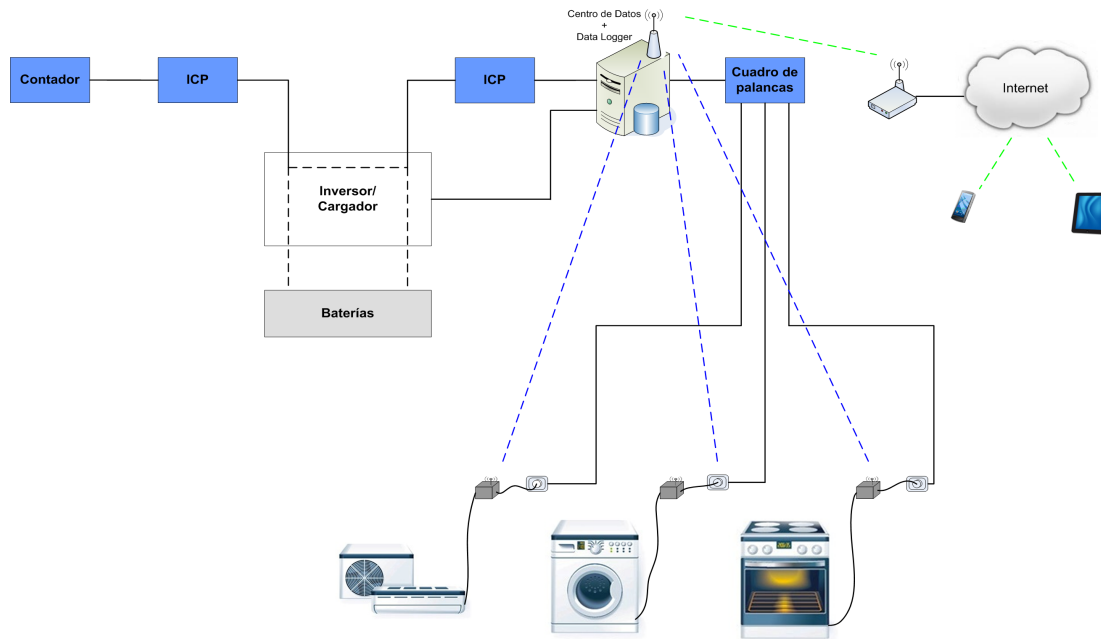 Centro de Datos
+
Data Logger
Contador
ICP
ICP
Cuadro de
palancas
Internet
Inversor/
Cargador
Baterías